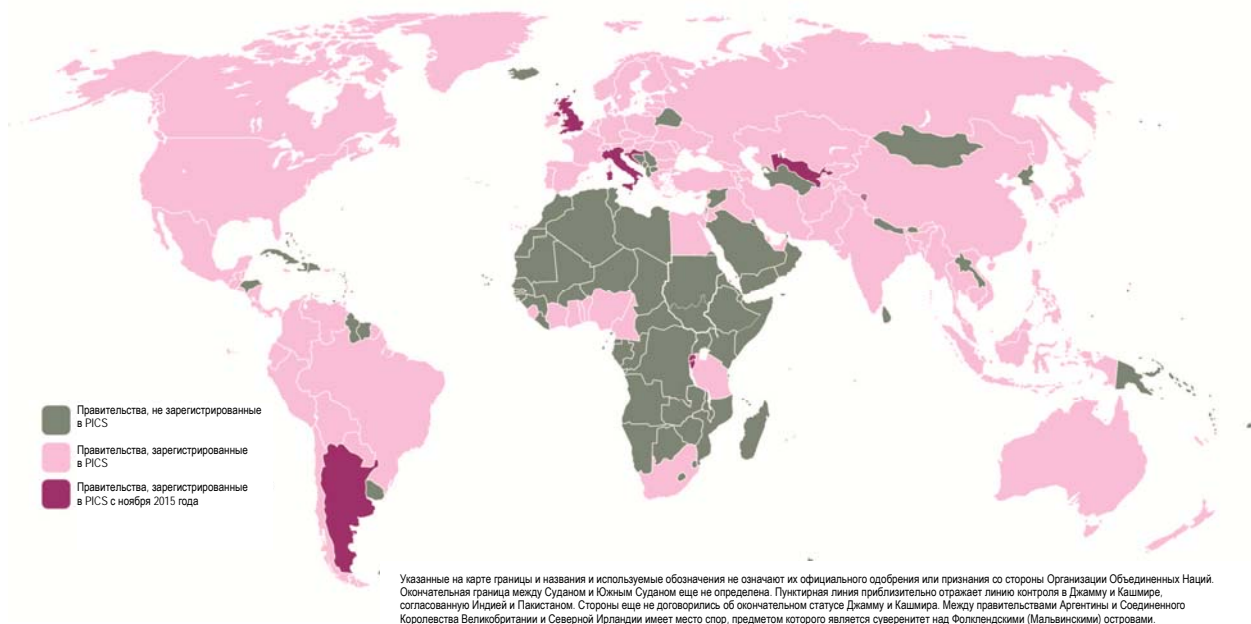 Правительства, не зарегистрированные
в PICS
Правительства, зарегистрированные
в PICS
Правительства, зарегистрированные
в PICS с ноября 2015 года
Указанные на карте границы и названия и используемые обозначения не означают их официального одобрения или признания со стороны Организации Объединенных Наций.
Окончательная граница между Суданом и Южным Суданом еще не определена. Пунктирная линия приблизительно отражает линию контроля в Джамму и Кашмире,
согласованную Индией и Пакистаном. Стороны еще не договорились об окончательном статусе Джамму и Кашмира. Между правительствами Аргентины и Соединенного
Королевства Великобритании и Северной Ирландии имеет место спор, предметом которого является суверенитет над Фолклендскими (Мальвинскими) островами.